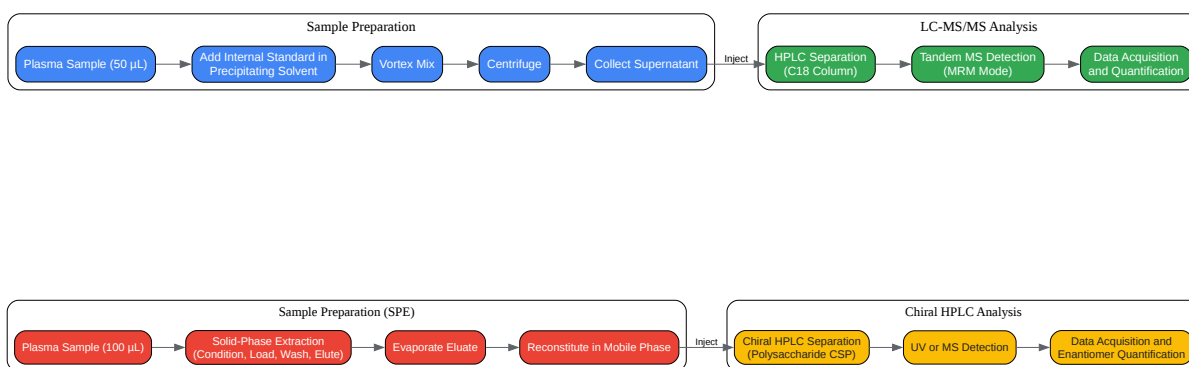 Sample Preparation
Plasma Sample (50 µL)
Add Internal Standard in
Precipitating Solvent
Vortex Mix
Centrifuge
Collect Supernatant
Inject
LC-MS/MS Analysis
HPLC Separation
(C18 Column)
Tandem MS Detection
(MRM Mode)
Data Acquisition
and Quantification
Sample Preparation (SPE)
Plasma Sample (100 µL)
Solid-Phase Extraction
(Condition, Load, Wash, Elute)
Evaporate Eluate
Reconstitute in Mobile Phase
Inject
Chiral HPLC Analysis
Chiral HPLC Separation
(Polysaccharide CSP)
UV or MS Detection
Data Acquisition and
Enantiomer Quantification